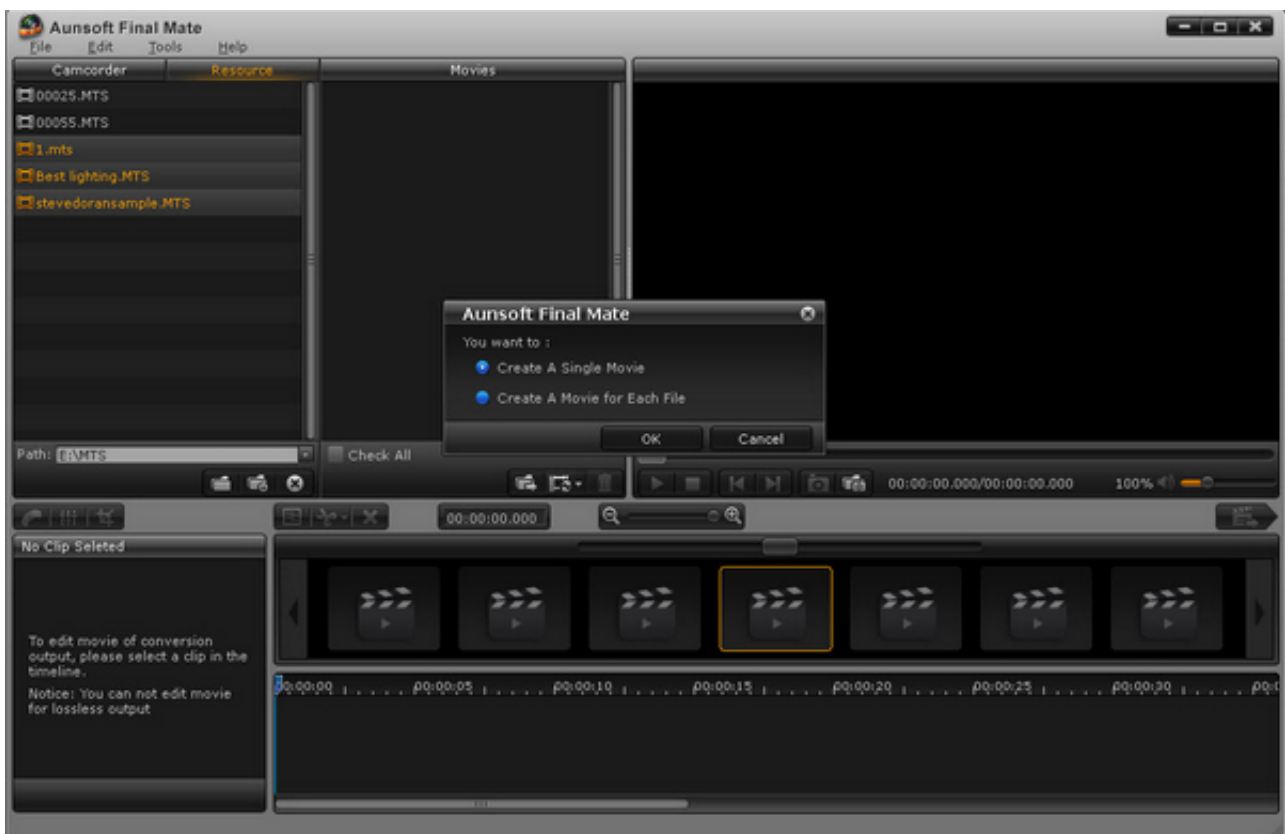 Aunsoft Final Mate
File Edit Tools Help
Camcorder Resource Movies
00025.MTS
00055.MTS
1.mts
Best lighting.MTS
stevedoransample.MTS
Aunsoft Final Mate
You want to :
Create A Single Movie
Create A Movie for Each File
OK Cancel
Path: E:\MTS Check All
00:00:00.000/00:00:00.000 100%
00:00:00.000
No Clip Seleted
To edit movie of conversion
output, please select a clip in the
timeline.
Notice: You can not edit movie
for lossless output
00:00:00 00:00:05 00:00:10 00:00:15 00:00:20 00:00:25 00:00:30